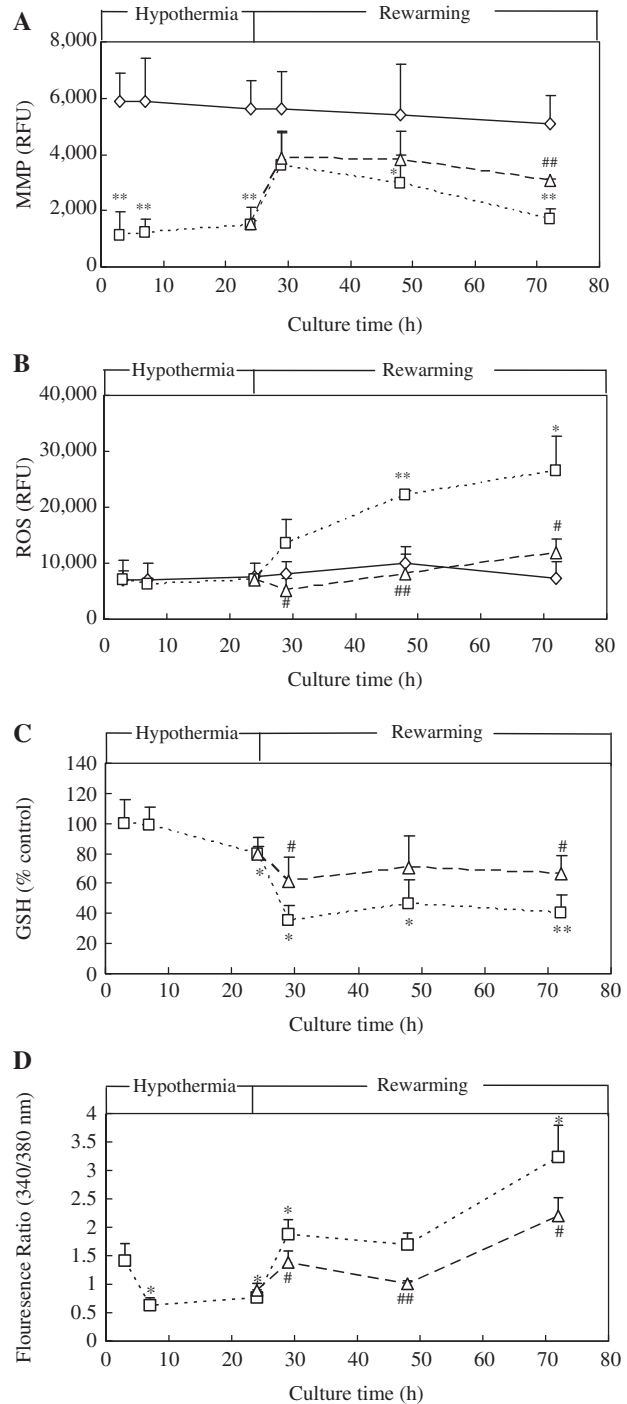 A
Hypothermia Rewarming
8,000
6,000
4,000
2,000
0
MMP (RFU)
** ** ** * ## **
0 10 20 30 40 50 60 70 80
Culture time (h)
B
Hypothermia Rewarming
40,000
30,000
20,000
10,000
0
ROS (RFU)
# ** ## * #
0 10 20 30 40 50 60 70 80
Culture time (h)
C
Hypothermia Rewarming
140
120
100
80
60
40
20
0
GSH (% control)
* # * * # **
0 10 20 30 40 50 60 70 80
Culture time (h)
D
Hypothermia Rewarming
4
3.5
3
2.5
2
1.5
1
0.5
0
Flouresence Ratio (340/380 nm)
* * * # ## * #
0 10 20 30 40 50 60 70 80
Culture time (h)